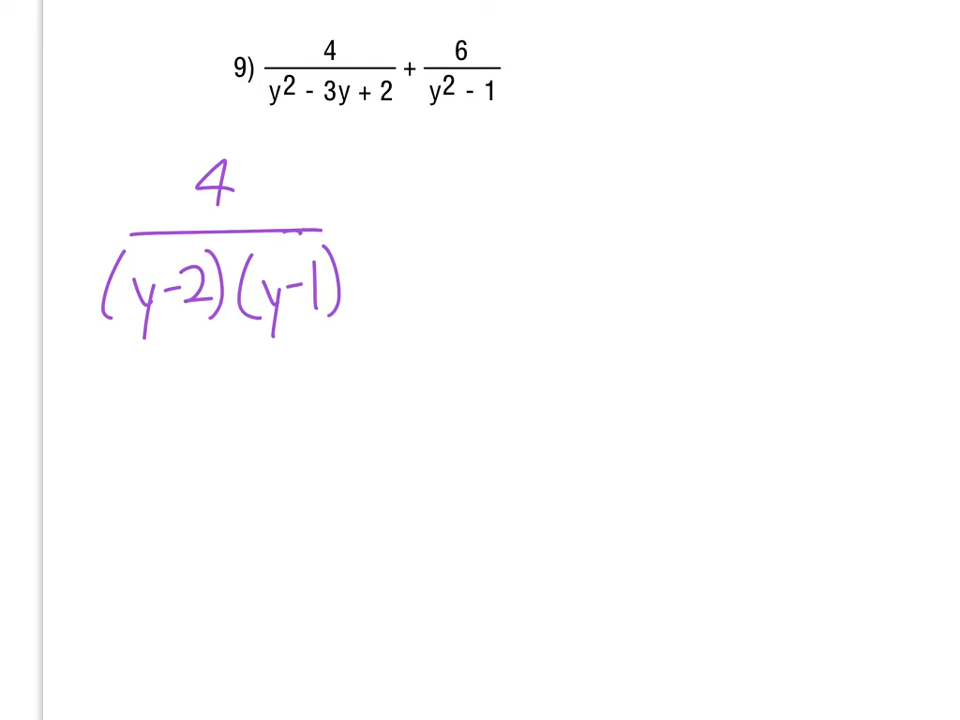 9) 4/(y² - 3y + 2) + 6/(y² - 1)
4
(y-2)(y-1)